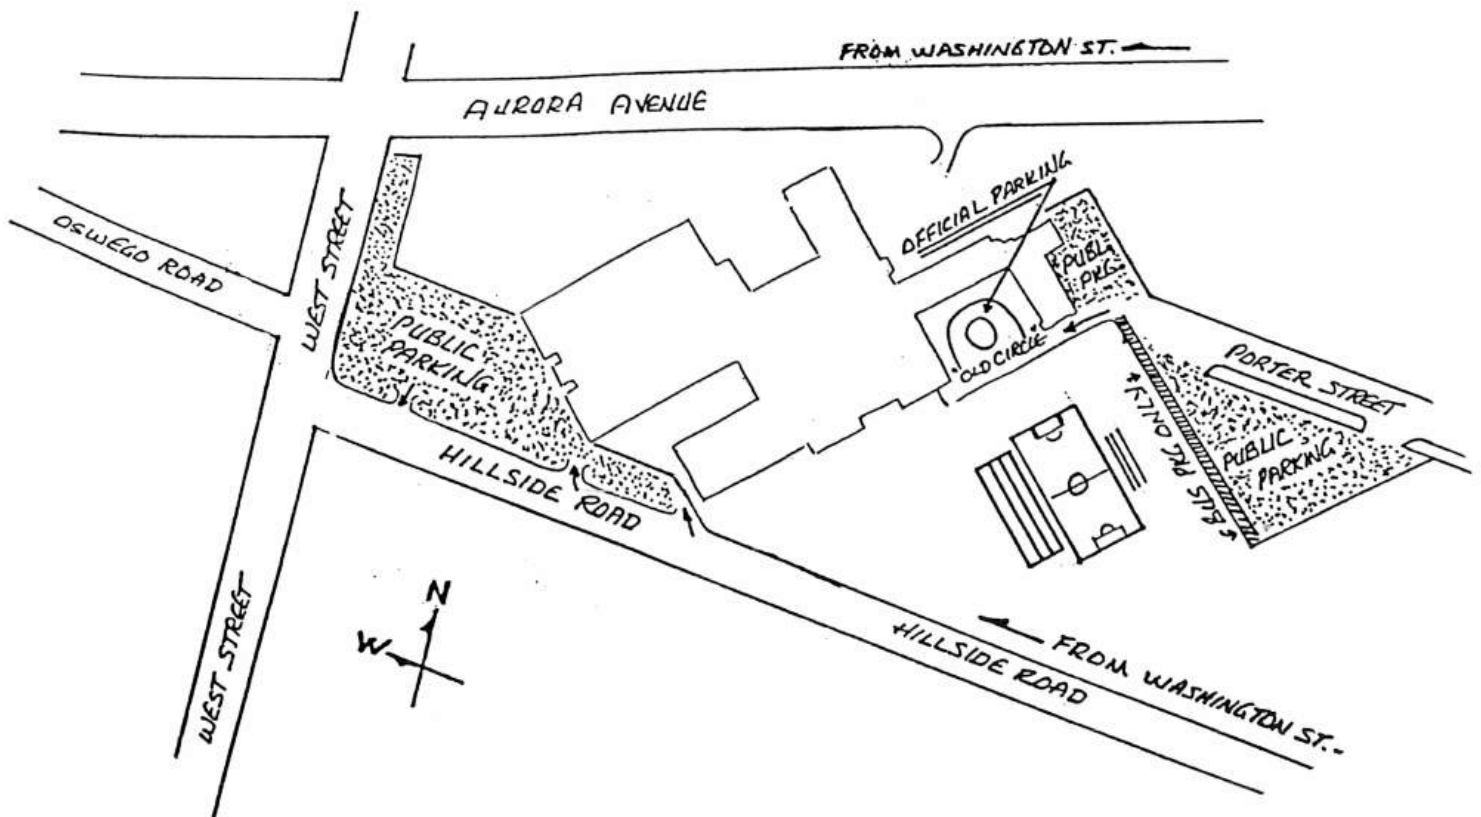 FROM WASHINGTON ST.
AURORA AVENUE
OFFICIAL PARKING
OSWEGO ROAD
WEST STREET
PUBL.
PKG.
PUBLIC
PARKING
OLD CIRCLE
PORTER STREET
BUS PKG ONLY
PUBLIC
PARKING
HILLSIDE ROAD
N
W
WEST STREET
HILLSIDE ROAD
FROM WASHINGTON ST.